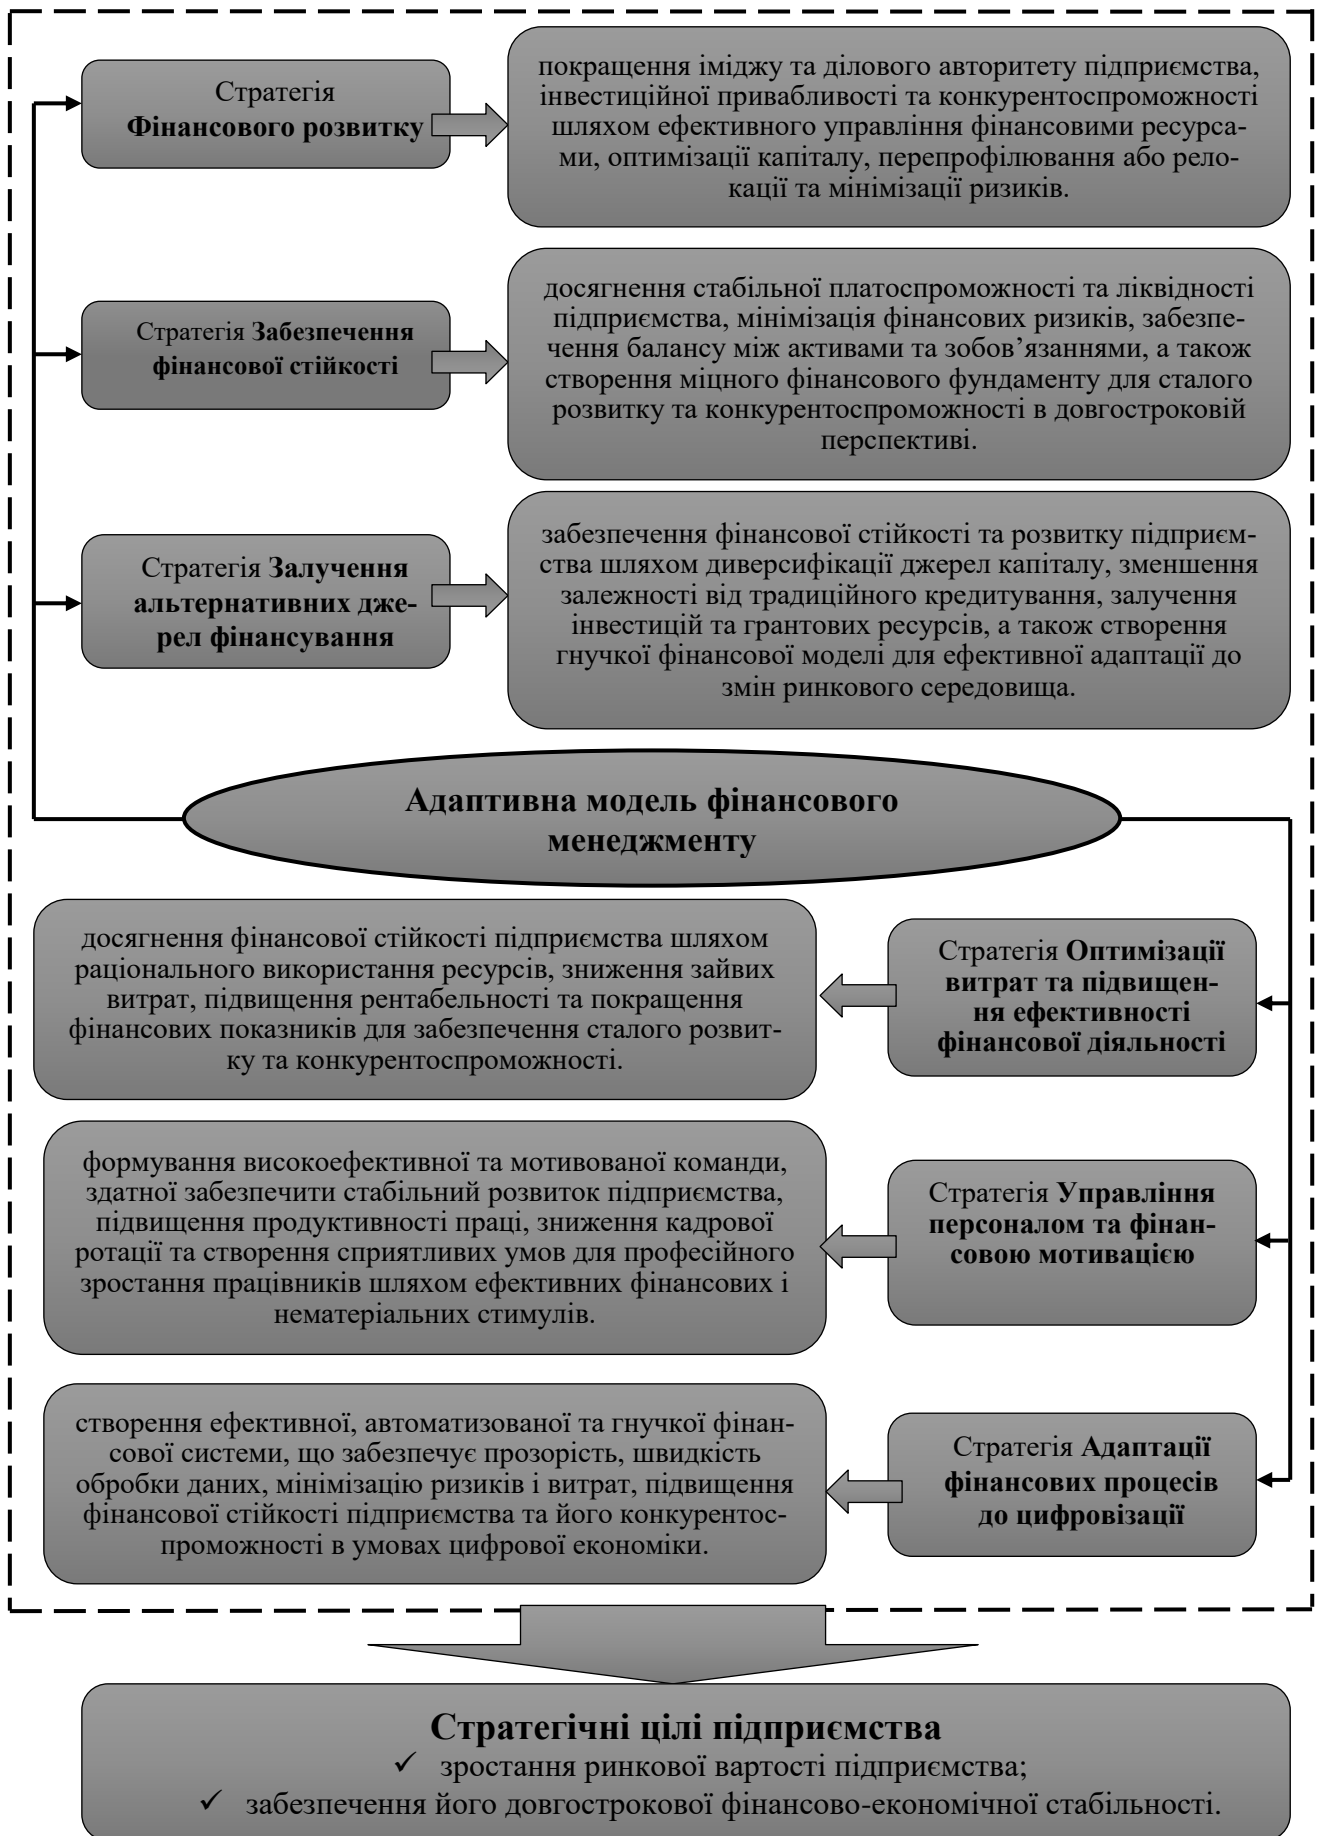 Стратегія
Фінансового розвитку
покращення іміджу та ділового авторитету підприємства,
інвестиційної привабливості та конкурентоспроможності
шляхом ефективного управління фінансовими ресурса-
ми, оптимізації капіталу, перепрофілювання або рело-
кації та мінімізації ризиків.
Стратегія Забезпечення
фінансової стійкості
досягнення стабільної платоспроможності та ліквідності
підприємства, мінімізація фінансових ризиків, забезпе-
чення балансу між активами та зобов’язаннями, а також
створення міцного фінансового фундаменту для сталого
розвитку та конкурентоспроможності в довгостроковій
перспективі.
Стратегія Залучення
альтернативних дже-
рел фінансування
забезпечення фінансової стійкості та розвитку підприєм-
ства шляхом диверсифікації джерел капіталу, зменшення
залежності від традиційного кредитування, залучення
інвестицій та грантових ресурсів, а також створення
гнучкої фінансової моделі для ефективної адаптації до
змін ринкового середовища.
Адаптивна модель фінансового
менеджменту
досягнення фінансової стійкості підприємства шляхом
раціонального використання ресурсів, зниження зайвих
витрат, підвищення рентабельності та покращення
фінансових показників для забезпечення сталого розвит-
ку та конкурентоспроможності.
Стратегія Оптимізації
витрат та підвищен-
ня ефективності
фінансової діяльності
формування високоефективної та мотивованої команди,
здатної забезпечити стабільний розвиток підприємства,
підвищення продуктивності праці, зниження кадрової
ротації та створення сприятливих умов для професійного
зростання працівників шляхом ефективних фінансових і
нематеріальних стимулів.
Стратегія Управління
персоналом та фінан-
совою мотивацією
створення ефективної, автоматизованої та гнучкої фінан-
сової системи, що забезпечує прозорість, швидкість
обробки даних, мінімізацію ризиків і витрат, підвищення
фінансової стійкості підприємства та його конкурентос-
проможності в умовах цифрової економіки.
Стратегія Адаптації
фінансових процесів
до цифровізації
Стратегічні цілі підприємства
✓ зростання ринкової вартості підприємства;
✓ забезпечення його довгострокової фінансово-економічної стабільності.